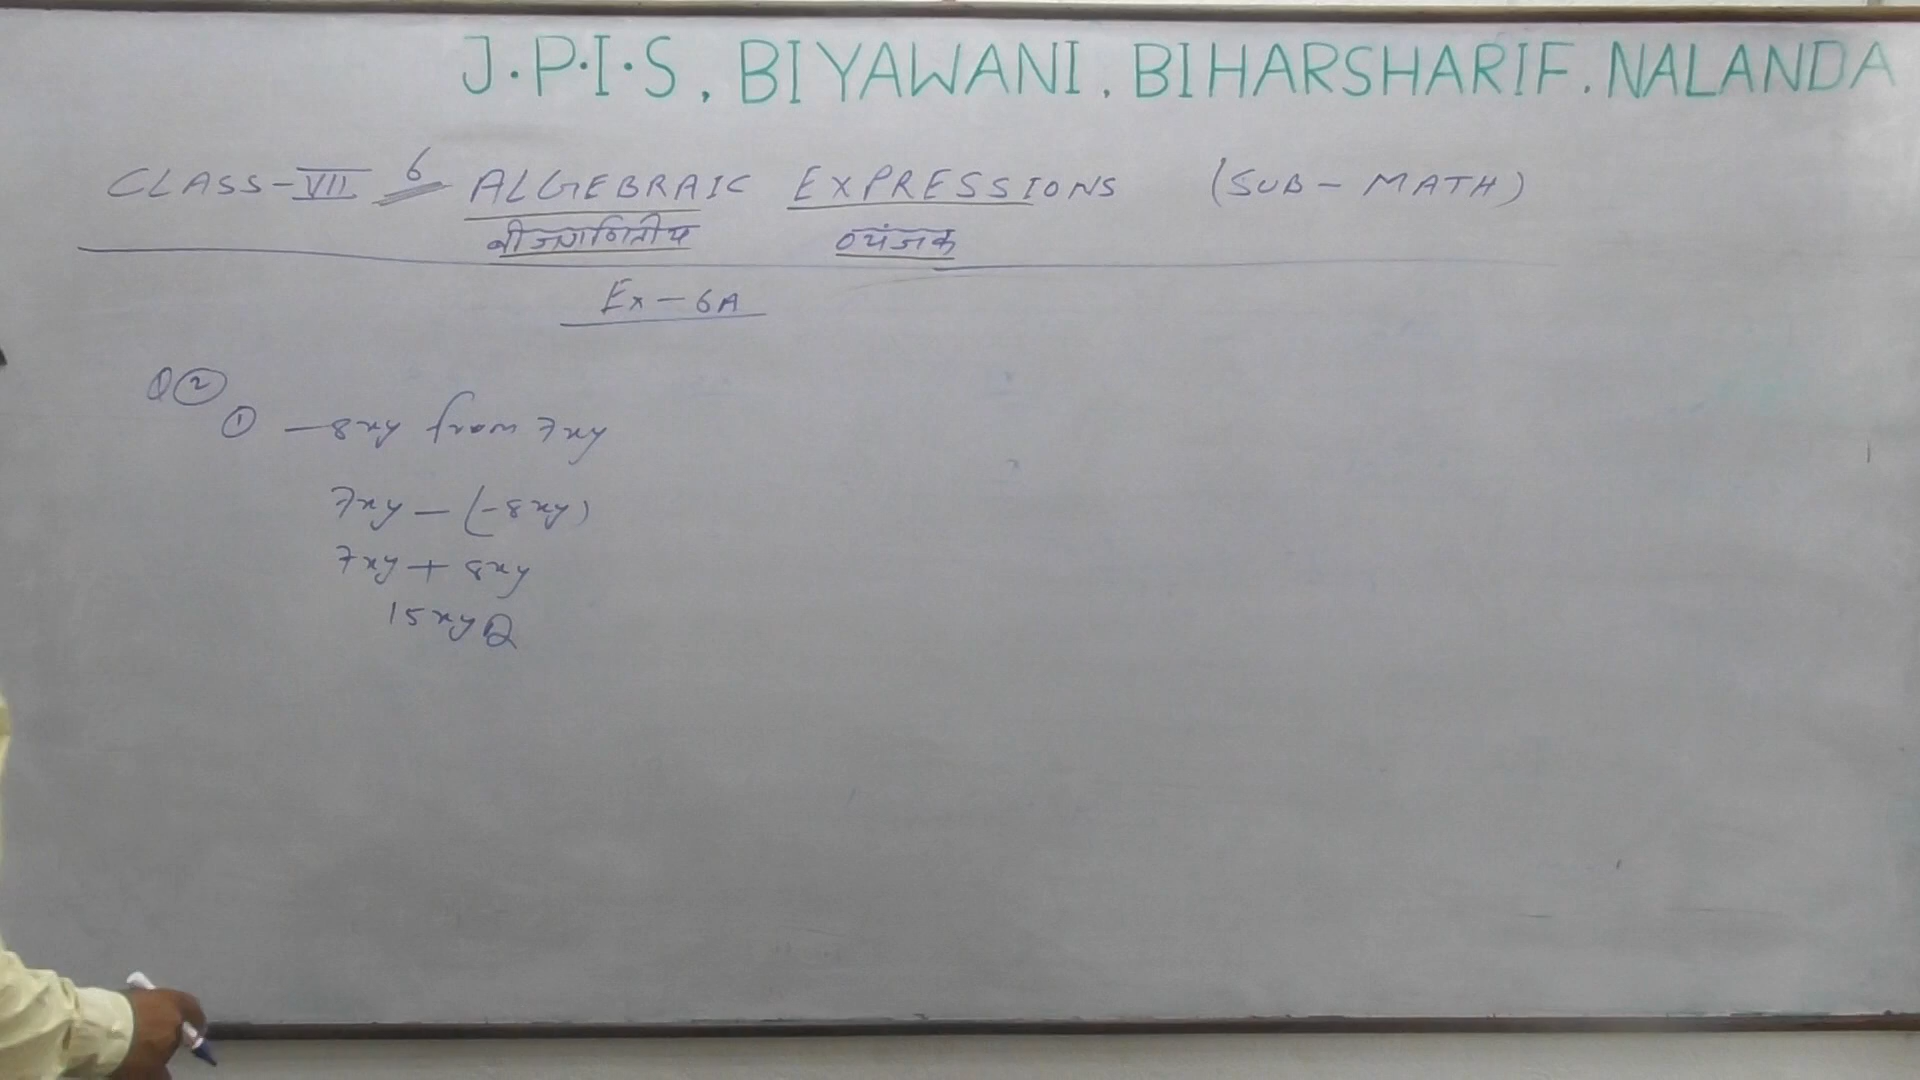 J.P.I.S, BIYAWANI, BIHARSHARIF. NALANDA
CLASS-VII 6 ALGEBRAIC EXPRESSIONS (SUB-MATH)
बीजगणितीय व्यंजक
Ex-6A
Q ②
① -8xy from 7xy
7xy-(-8xy)
7xy+8xy
15xy